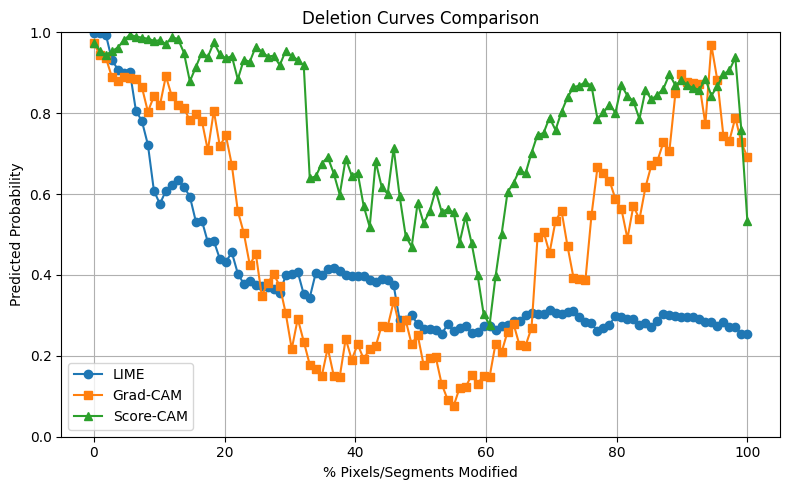 Deletion Curves Comparison
Predicted Probability
1.0
0.8
0.6
0.4
0.2
0.0
LIME
Grad-CAM
Score-CAM
0 20 40 60 80 100
% Pixels/Segments Modified